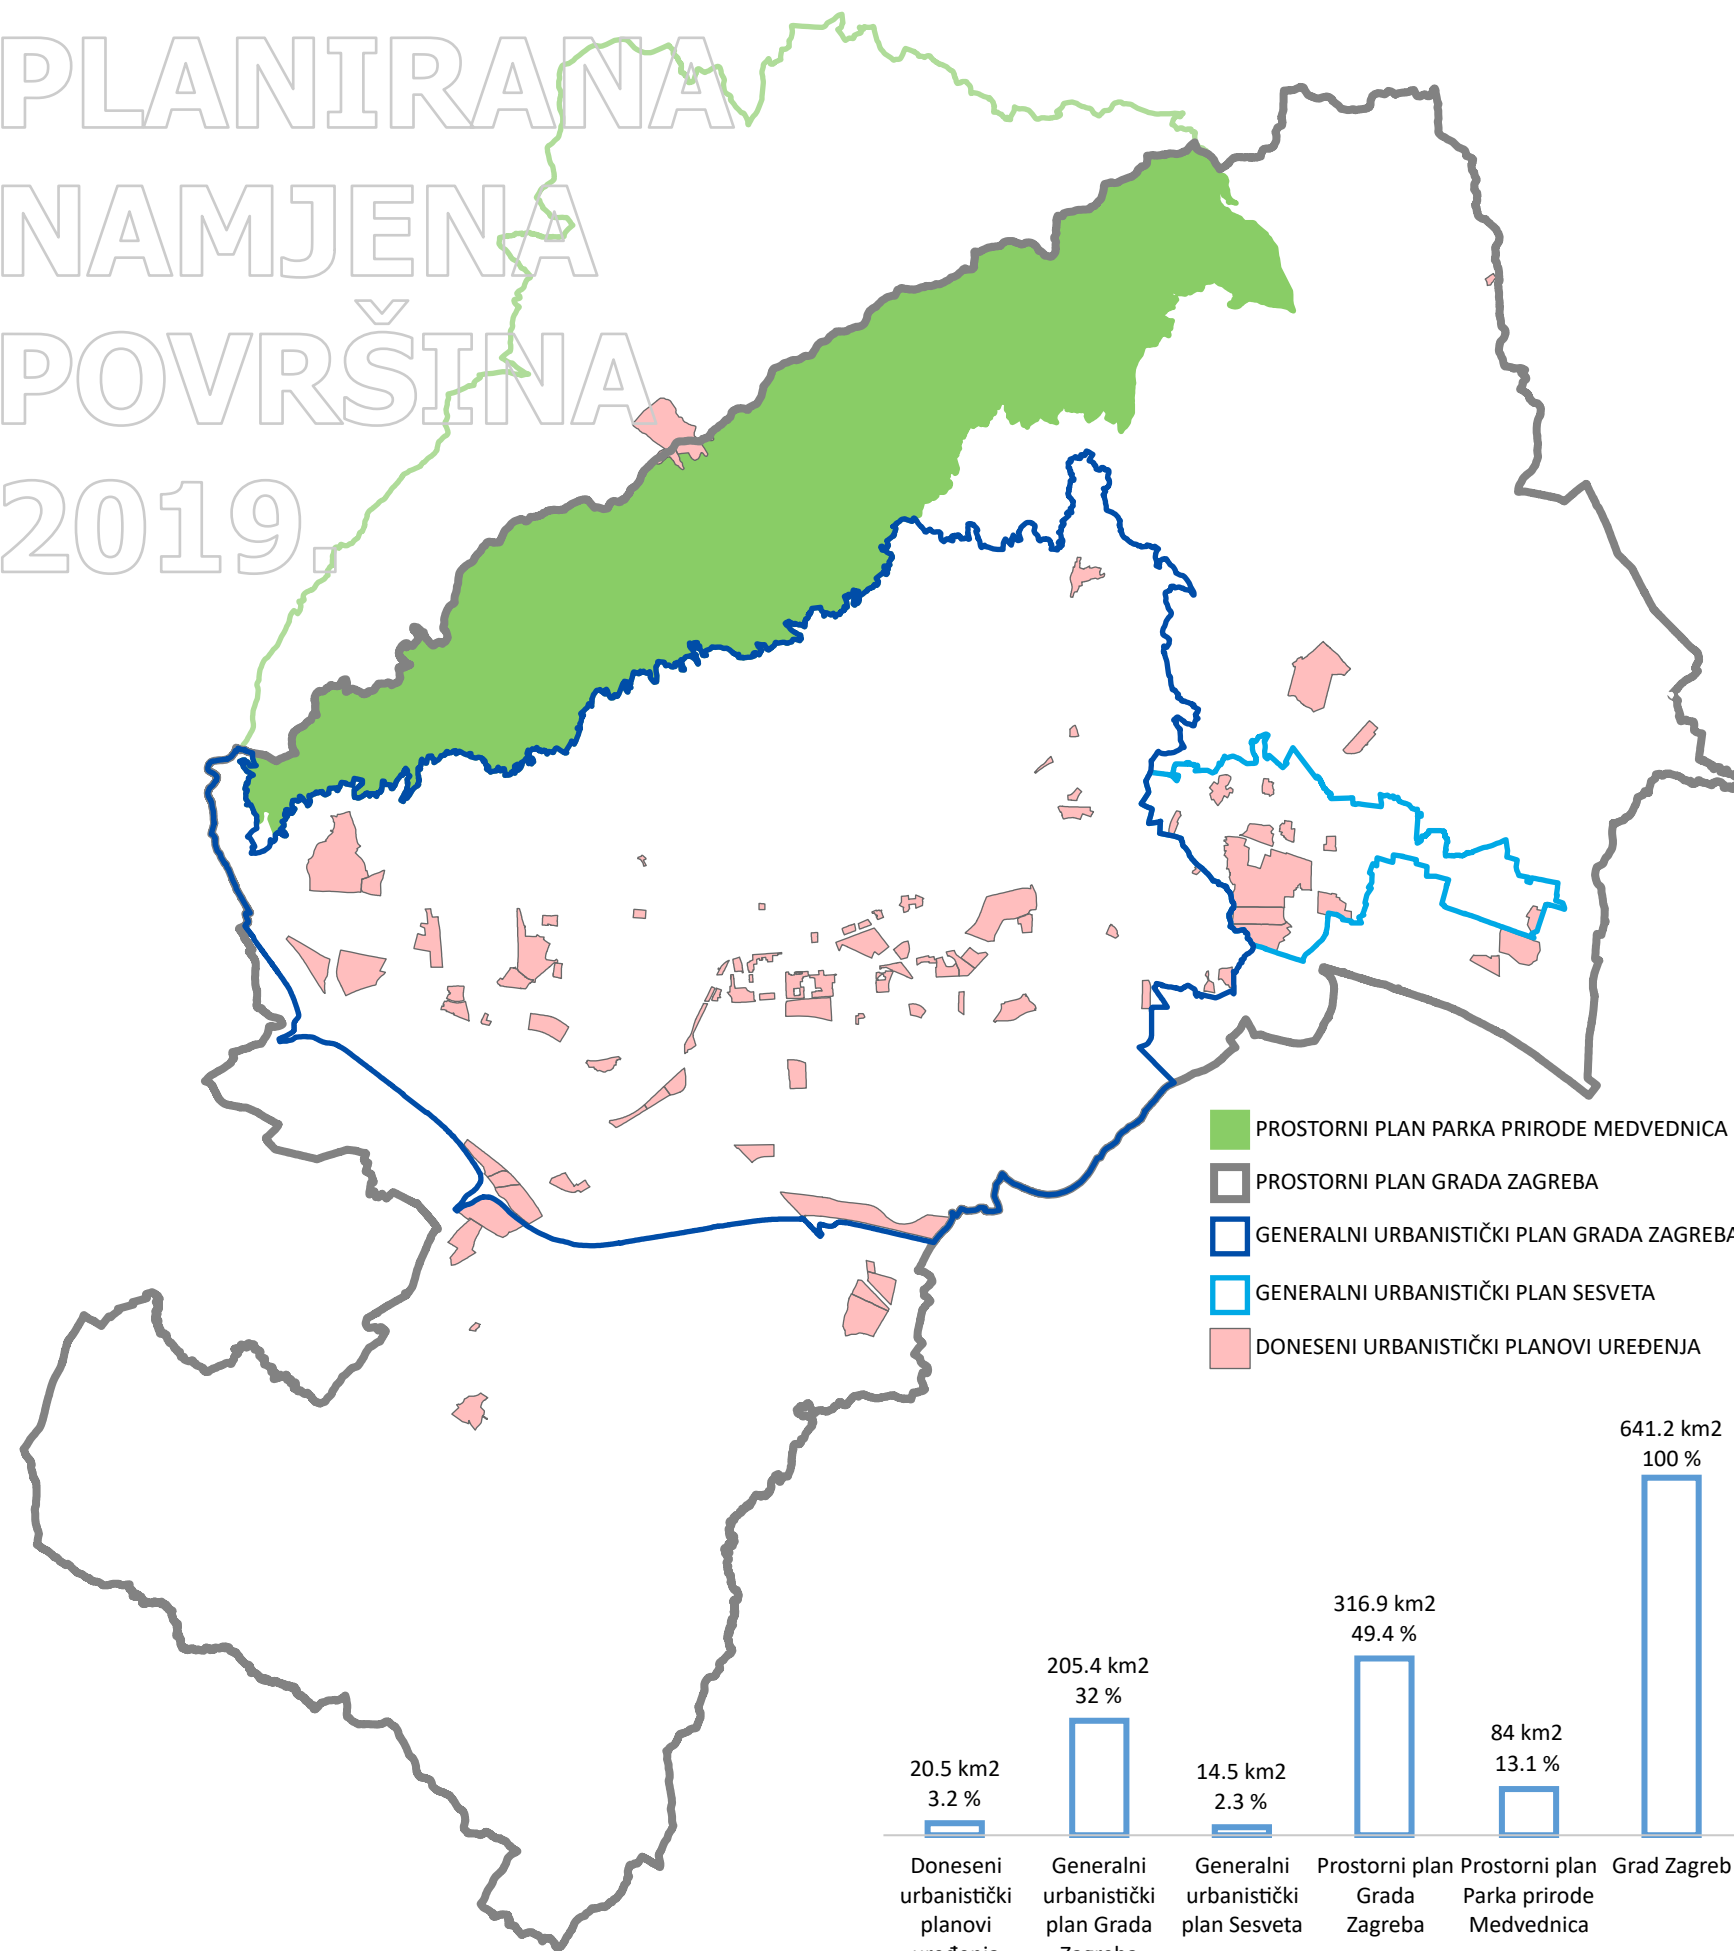 PLANIRANA
NAMJENA
POVRŠINA
2019.
PROSTORNI PLAN PARKA PRIRODE MEDVEDNICA
PROSTORNI PLAN GRADA ZAGREBA
GENERALNI URBANISTIČKI PLAN GRADA ZAGREBA
GENERALNI URBANISTIČKI PLAN SESVETA
DONESENI URBANISTIČKI PLANOVI UREĐENJA
20.5 km2
3.2 %
205.4 km2
32 %
14.5 km2
2.3 %
316.9 km2
49.4 %
84 km2
13.1 %
641.2 km2
100 %
Doneseni
urbanistički
planovi
uređenja
Generalni
urbanistički
plan Grada
Zagreba
Generalni
urbanistički
plan Sesveta
Prostorni plan
Grada
Zagreba
Prostorni plan
Parka prirode
Medvednica
Grad Zagreb